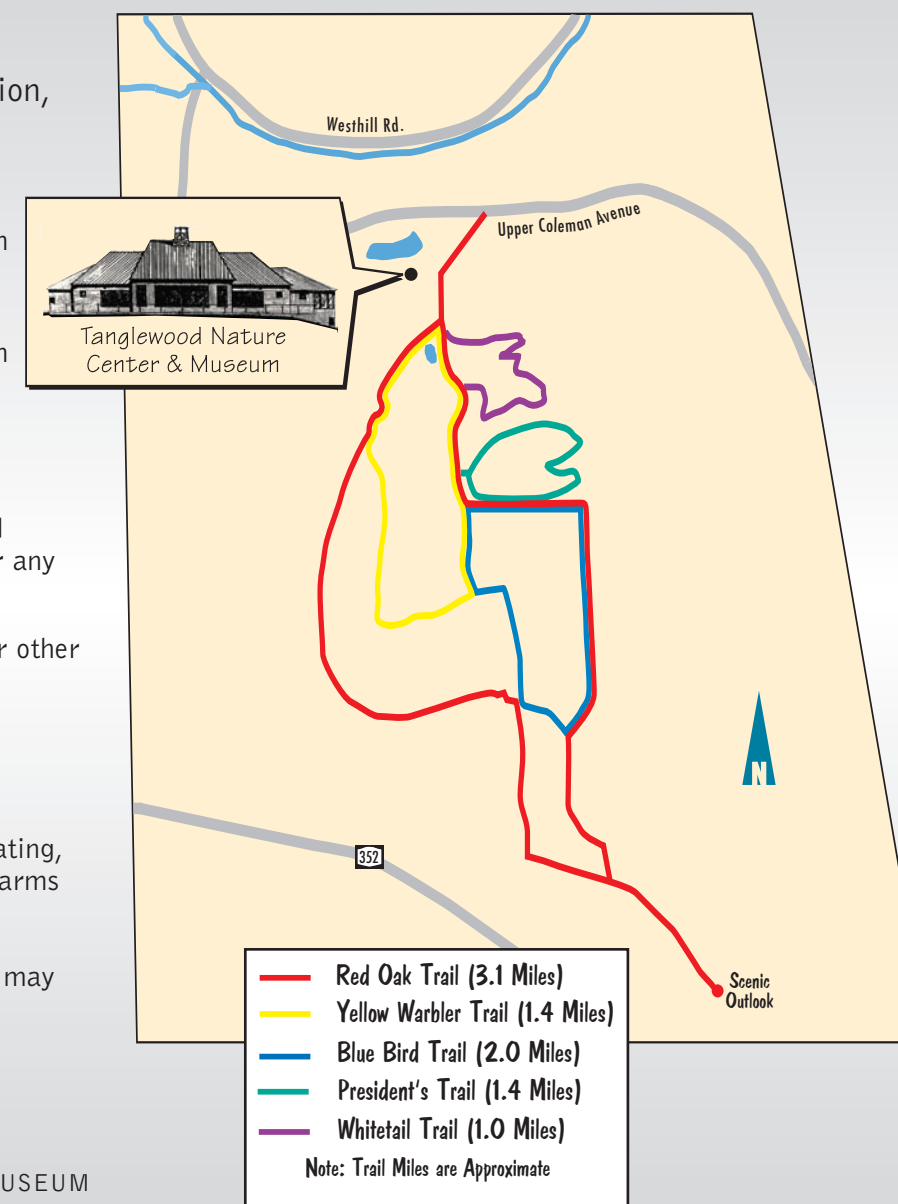 ion,
m
m
d
r any
r other
ating,
arms
may
USEUM
Westhill Rd.
Upper Coleman Avenue
Tanglewood Nature
Center & Museum
N
352
Scenic
Outlook
Red Oak Trail (3.1 Miles)
Yellow Warbler Trail (1.4 Miles)
Blue Bird Trail (2.0 Miles)
President's Trail (1.4 Miles)
Whitetail Trail (1.0 Miles)
Note: Trail Miles are Approximate